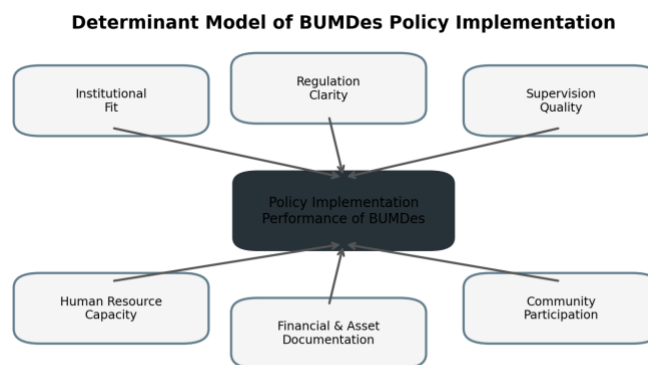 Determinant Model of BUMDes Policy Implementation
Institutional
Fit
Regulation
Clarity
Supervision
Quality
Policy Implementation
Performance of BUMDes
Human Resource
Capacity
Financial & Asset
Documentation
Community
Participation